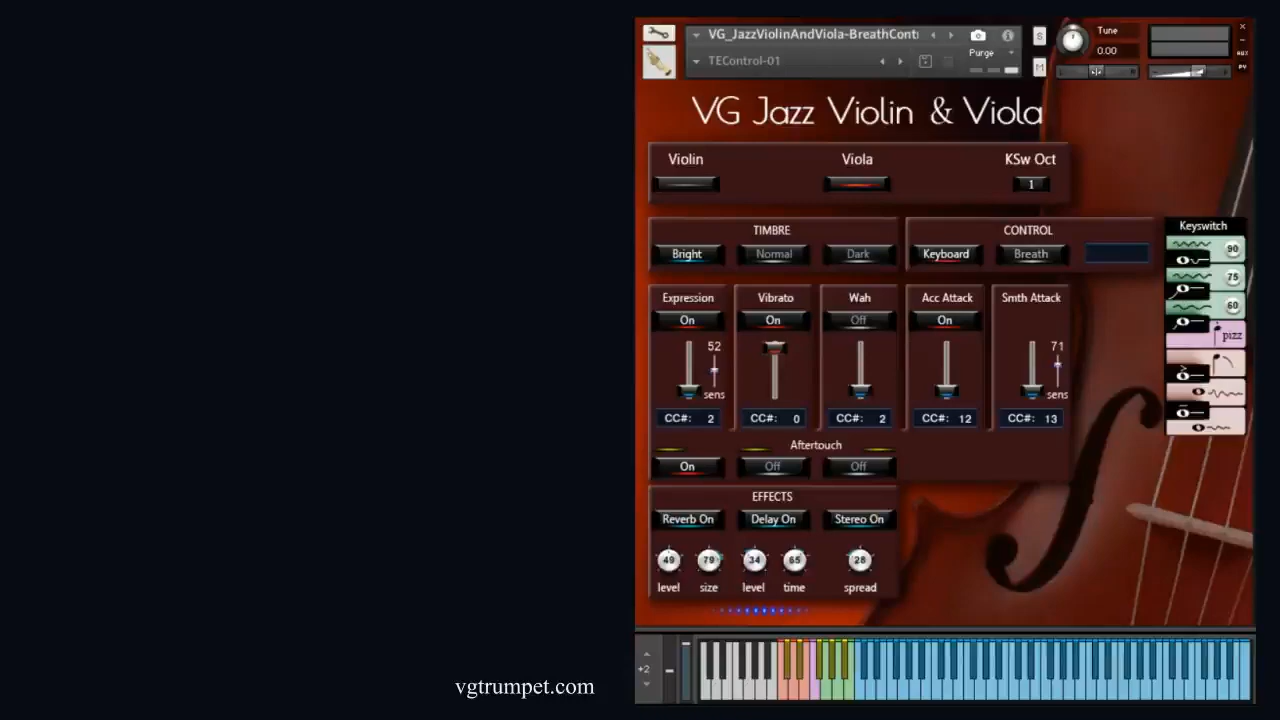 VG_JazzViolinAndViola-BreathCont
S
Tune
0.00
Purge
TEControl-01
M
AUX
PV
VG Jazz Violin & Viola
Violin
Viola
KSw Oct
1
TIMBRE
CONTROL
Keyswitch
Bright
Normal
Dark
Keyboard
Breath
90
75
60
pizz
Expression
Vibrato
Wah
Acc Attack
Smth Attack
On
On
Off
On
52
71
sens
sens
CC#: 2
CC#: 0
CC#: 2
CC#: 12
CC#: 13
Aftertouch
On
Off
Off
EFFECTS
Reverb On
Delay On
Stereo On
49
79
34
65
28
level
size
level
time
spread
+2
vgtrumpet.com